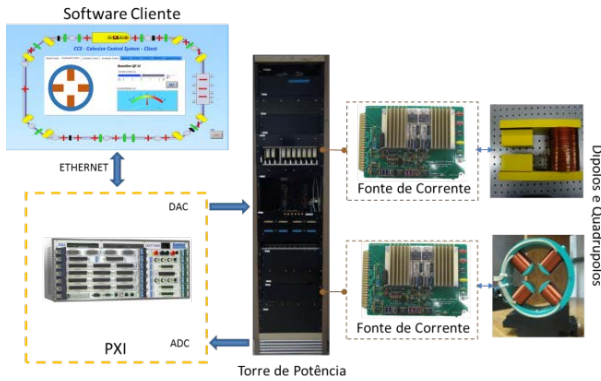 Software Cliente
CCS - Cohesive Control System - Client
ETHERNET
DAC
PXI
ADC
Torre de Potência
Fonte de Corrente
Fonte de Corrente
Dipolos e Quadrupolos